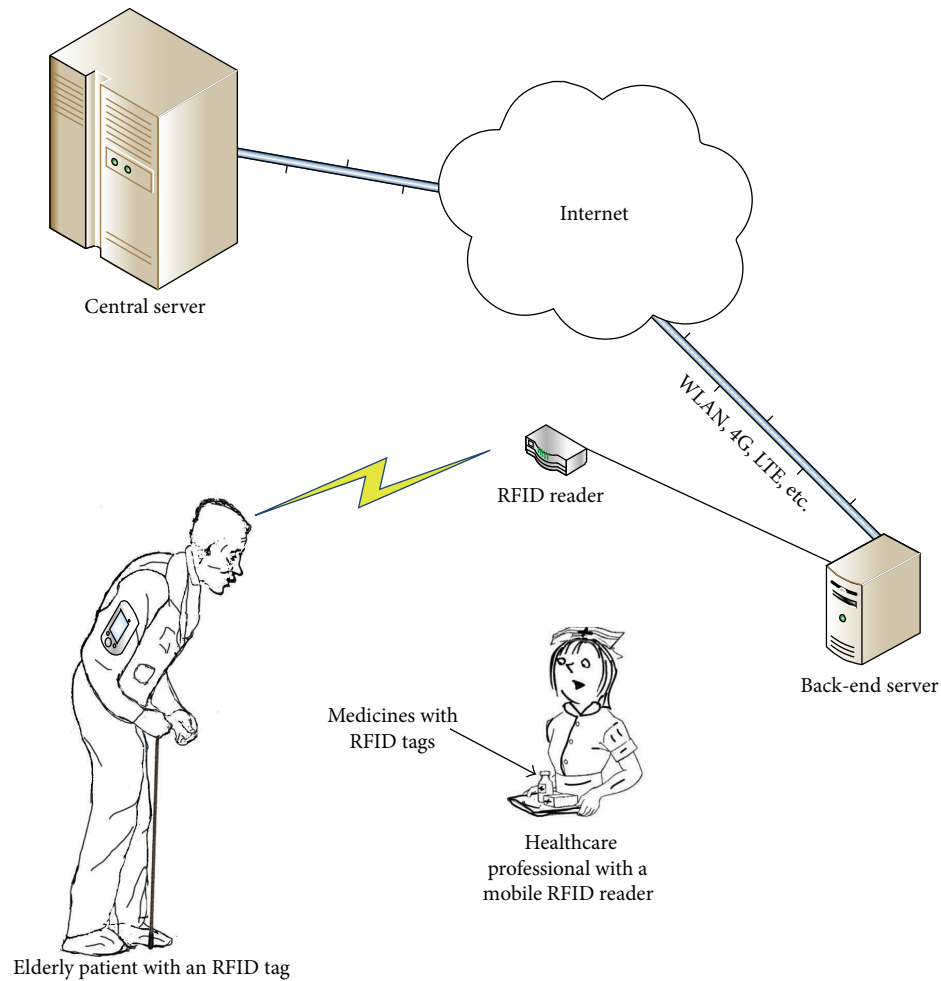 Internet
Central server
WLAN, 4G, LTE, etc.
RFID reader
Back-end server
Medicines with
RFID tags
Healthcare
professional with a
mobile RFID reader
Elderly patient with an RFID tag